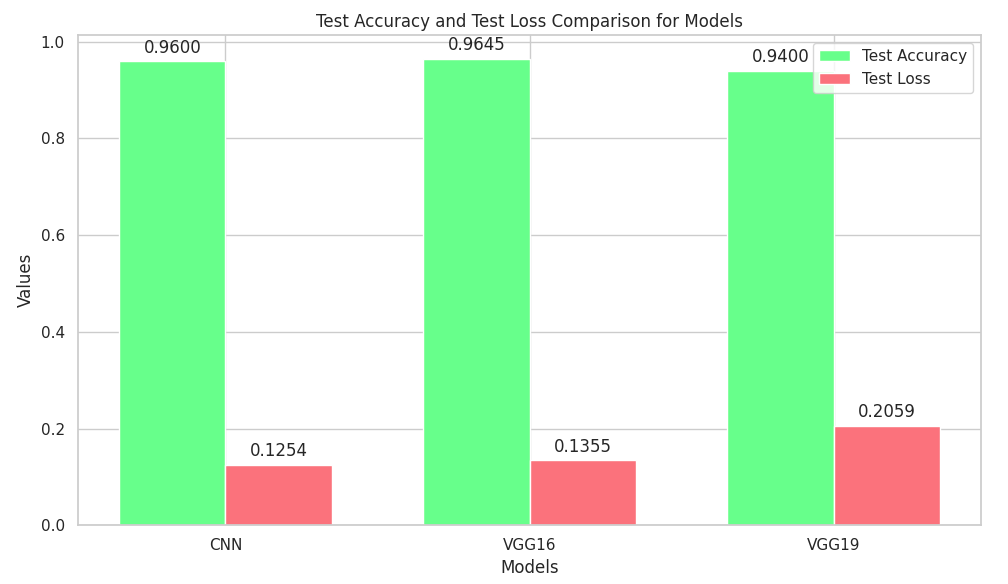 Test Accuracy and Test Loss Comparison for Models
Values
1.0
0.8
0.6
0.4
0.2
0.0
0.9600
0.1254
0.9645
0.1355
0.9400
0.2059
Test Accuracy
Test Loss
CNN
VGG16
VGG19
Models